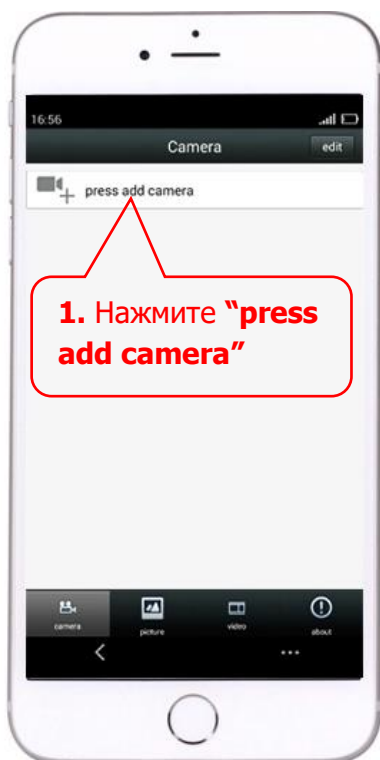 16:56
Camera
edit
press add camera
1. Нажмите “press
add camera”
camera
picture
video
about